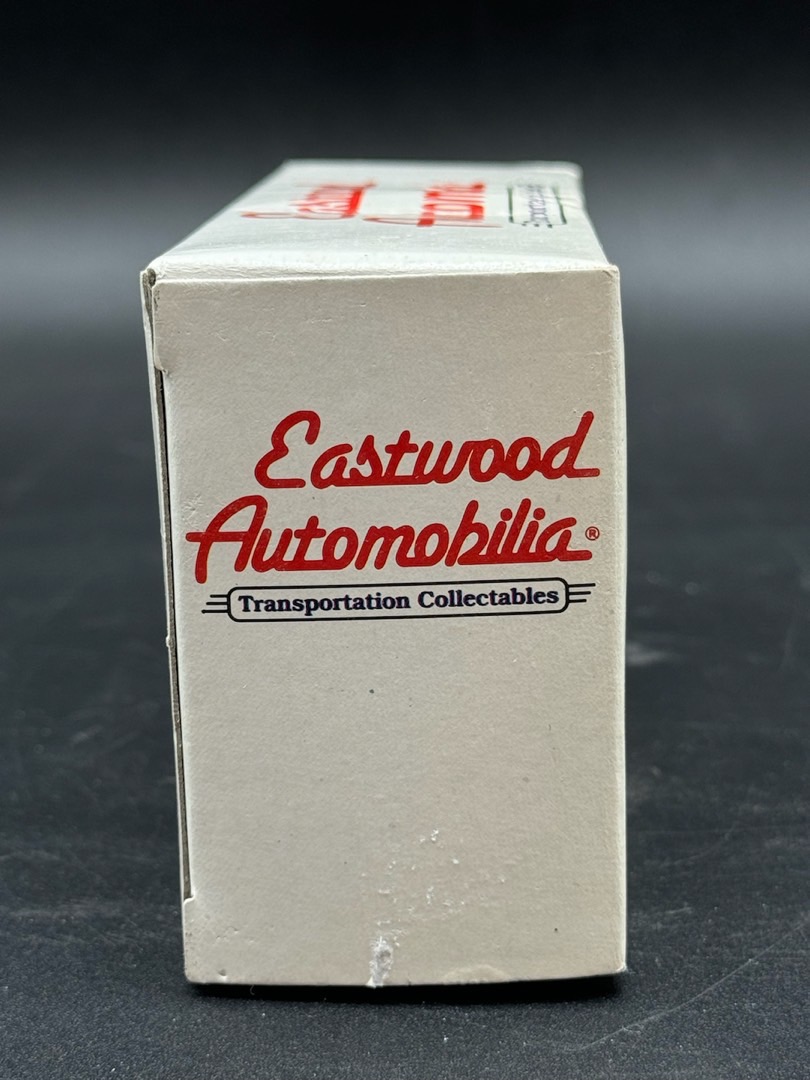 Eastwood
Automobilia®
Transportation Collectables